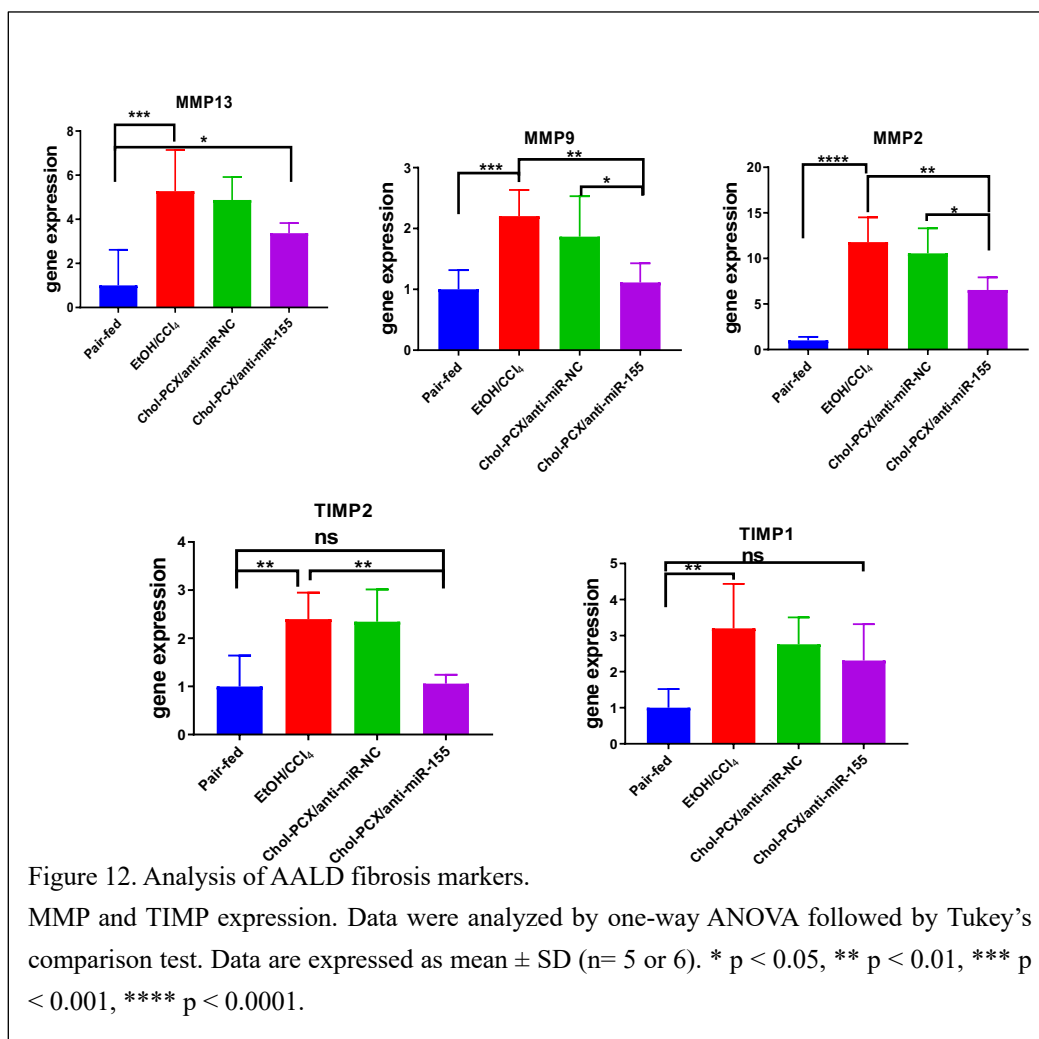 MMP13
***
*
gene expression
8
6
4
2
0
Pair-fed
EtOH/CCl₄
Chol-PCX/anti-miR-NC
Chol-PCX/anti-miR-155
MMP9
***
**
*
gene expression
3
2
1
0
Pair-fed
EtOH/CCl₄
Chol-PCX/anti-miR-NC
Chol-PCX/anti-miR-155
MMP2
****
**
*
gene expression
20
15
10
5
0
Pair-fed
EtOH/CCl₄
Chol-PCX/anti-miR-NC
Chol-PCX/anti-miR-155
TIMP2
ns
**
**
gene expression
4
3
2
1
0
Pair-fed
EtOH/CCl₄
Chol-PCX/anti-miR-NC
Chol-PCX/anti-miR-155
TIMP1
ns
**
gene expression
5
4
3
2
1
0
Pair-fed
EtOH/CCl₄
Chol-PCX/anti-miR-NC
Chol-PCX/anti-miR-155
Figure 12. Analysis of AALD fibrosis markers.
MMP and TIMP expression. Data were analyzed by one-way ANOVA followed by Tukey's
comparison test. Data are expressed as mean ± SD (n= 5 or 6). * p < 0.05, ** p < 0.01, *** p
< 0.001, **** p < 0.0001.